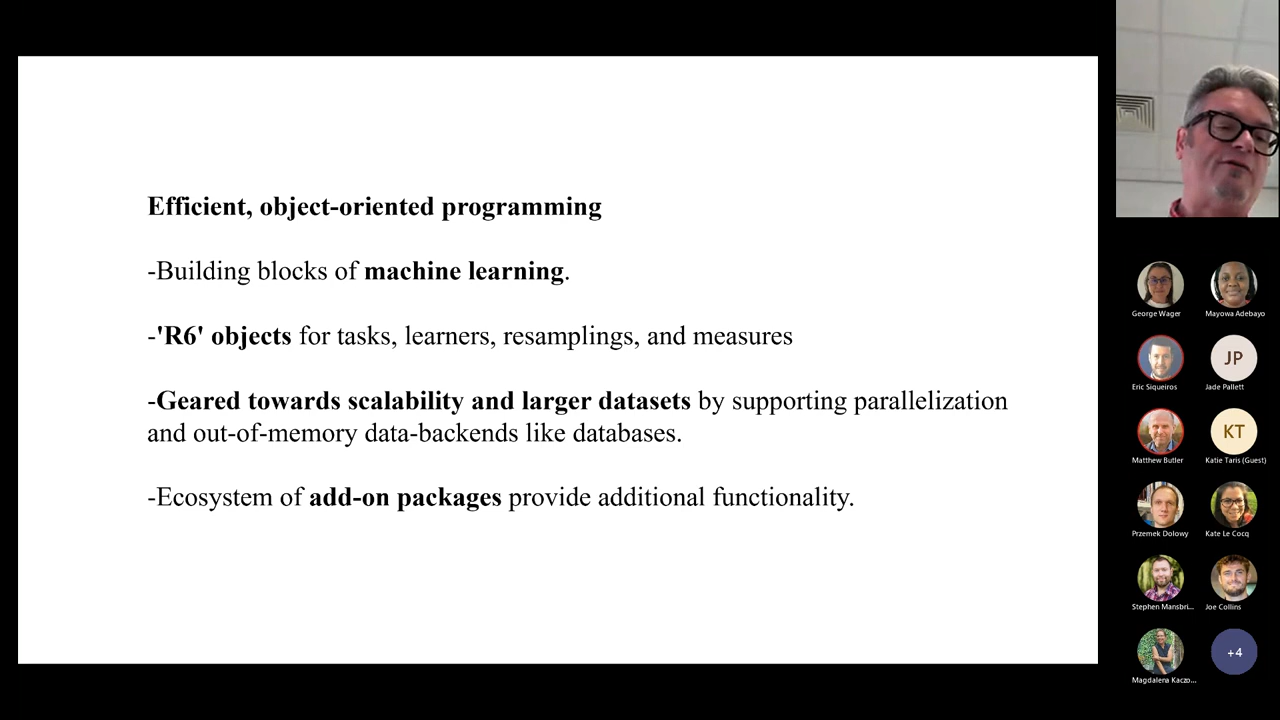 Efficient, object-oriented programming
-Building blocks of machine learning.
-'R6' objects for tasks, learners, resamplings, and measures
-Geared towards scalability and larger datasets by supporting parallelization
and out-of-memory data-backends like databases.
-Ecosystem of add-on packages provide additional functionality.
George Wager
Mayowa Adebayo
Eric Siqueiros
JP
Jade Pallett
Matthew Butler
KT
Katie Taris (Guest)
Przemek Dolowy
Kate Le Cocq
Stephen Mansbri...
Joe Collins
Magdalena Kaczo...
+4